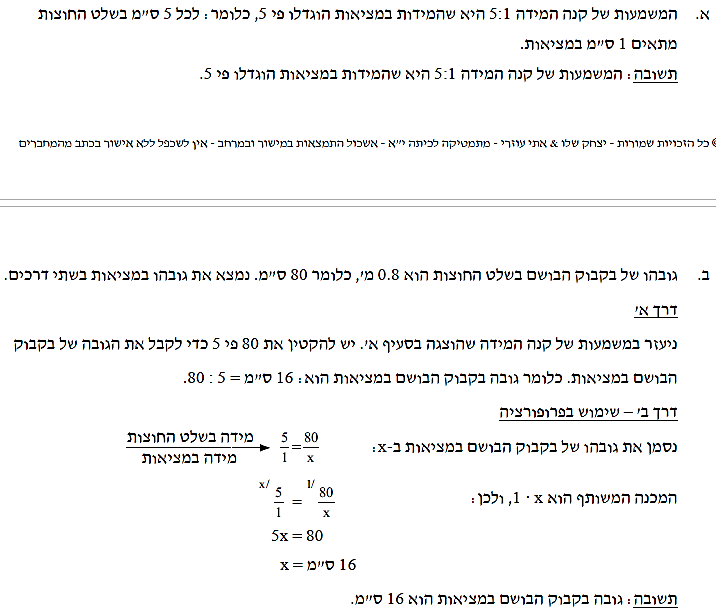 א. המשמעות של קנה המידה 5:1 היא שהמידות במציאות הוגדלו פי 5, כלומר: לכל 5 ס״מ בשלט החוצות
מתאים 1 ס״מ במציאות.
תשובה: המשמעות של קנה המידה 5:1 היא שהמידות במציאות הוגדלו פי 5.
© כל הזכויות שמורות - יצחק שלו & אתי עוזרי - מתמטיקה לכיתה י״א - אשכול התמצאות במישור ובמרחב - אין לשכפל ללא אישור בכתב מהמחברים
ב. גובהו של בקבוק הבושם בשלט החוצות הוא 0.8 מ׳, כלומר 80 ס״מ. נמצא את גובהו במציאות בשתי דרכים.
דרך א׳
ניעזר במשמעות של קנה המידה שהוצגה בסעיף א׳. יש להקטין את 80 פי 5 כדי לקבל את הגובה של בקבוק
הבושם במציאות. כלומר גובה בקבוק הבושם במציאות הוא: 16 ס״מ = 5 : 80.
דרך ב׳ – שימוש בפרופורציה
נסמן את גובהו של בקבוק הבושם במציאות ב-x: 5/1 = 80/x מידה בשלט החוצות / מידה במציאות
המכנה המשותף הוא x · 1, ולכן: x/ 5/1 = 1/ 80/x
5x = 80
x = 16 ס״מ
תשובה: גובה בקבוק הבושם במציאות הוא 16 ס״מ.